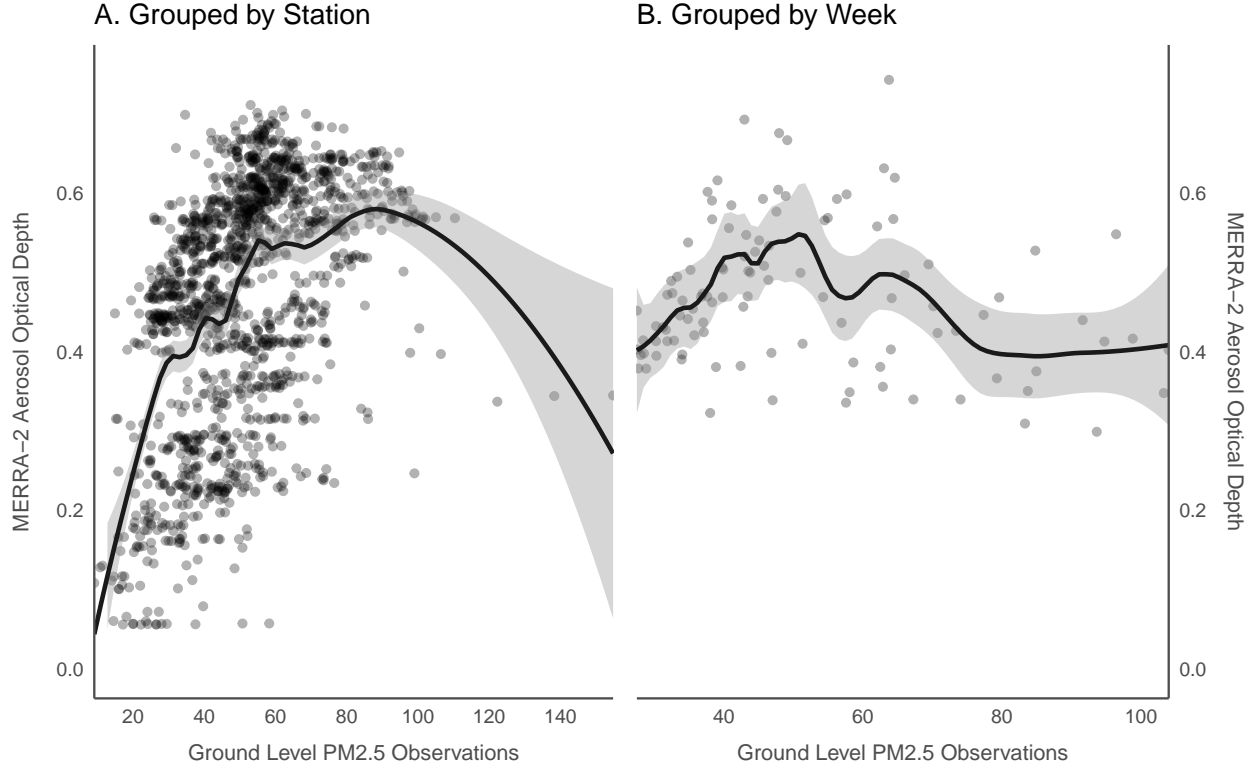 A. Grouped by Station
B. Grouped by Week
MERRA−2 Aerosol Optical Depth
0.6
0.4
0.2
0.0
20 40 60 80 100 120 140
Ground Level PM2.5 Observations
40 60 80 100
Ground Level PM2.5 Observations
0.6
0.4
0.2
0.0
MERRA−2 Aerosol Optical Depth